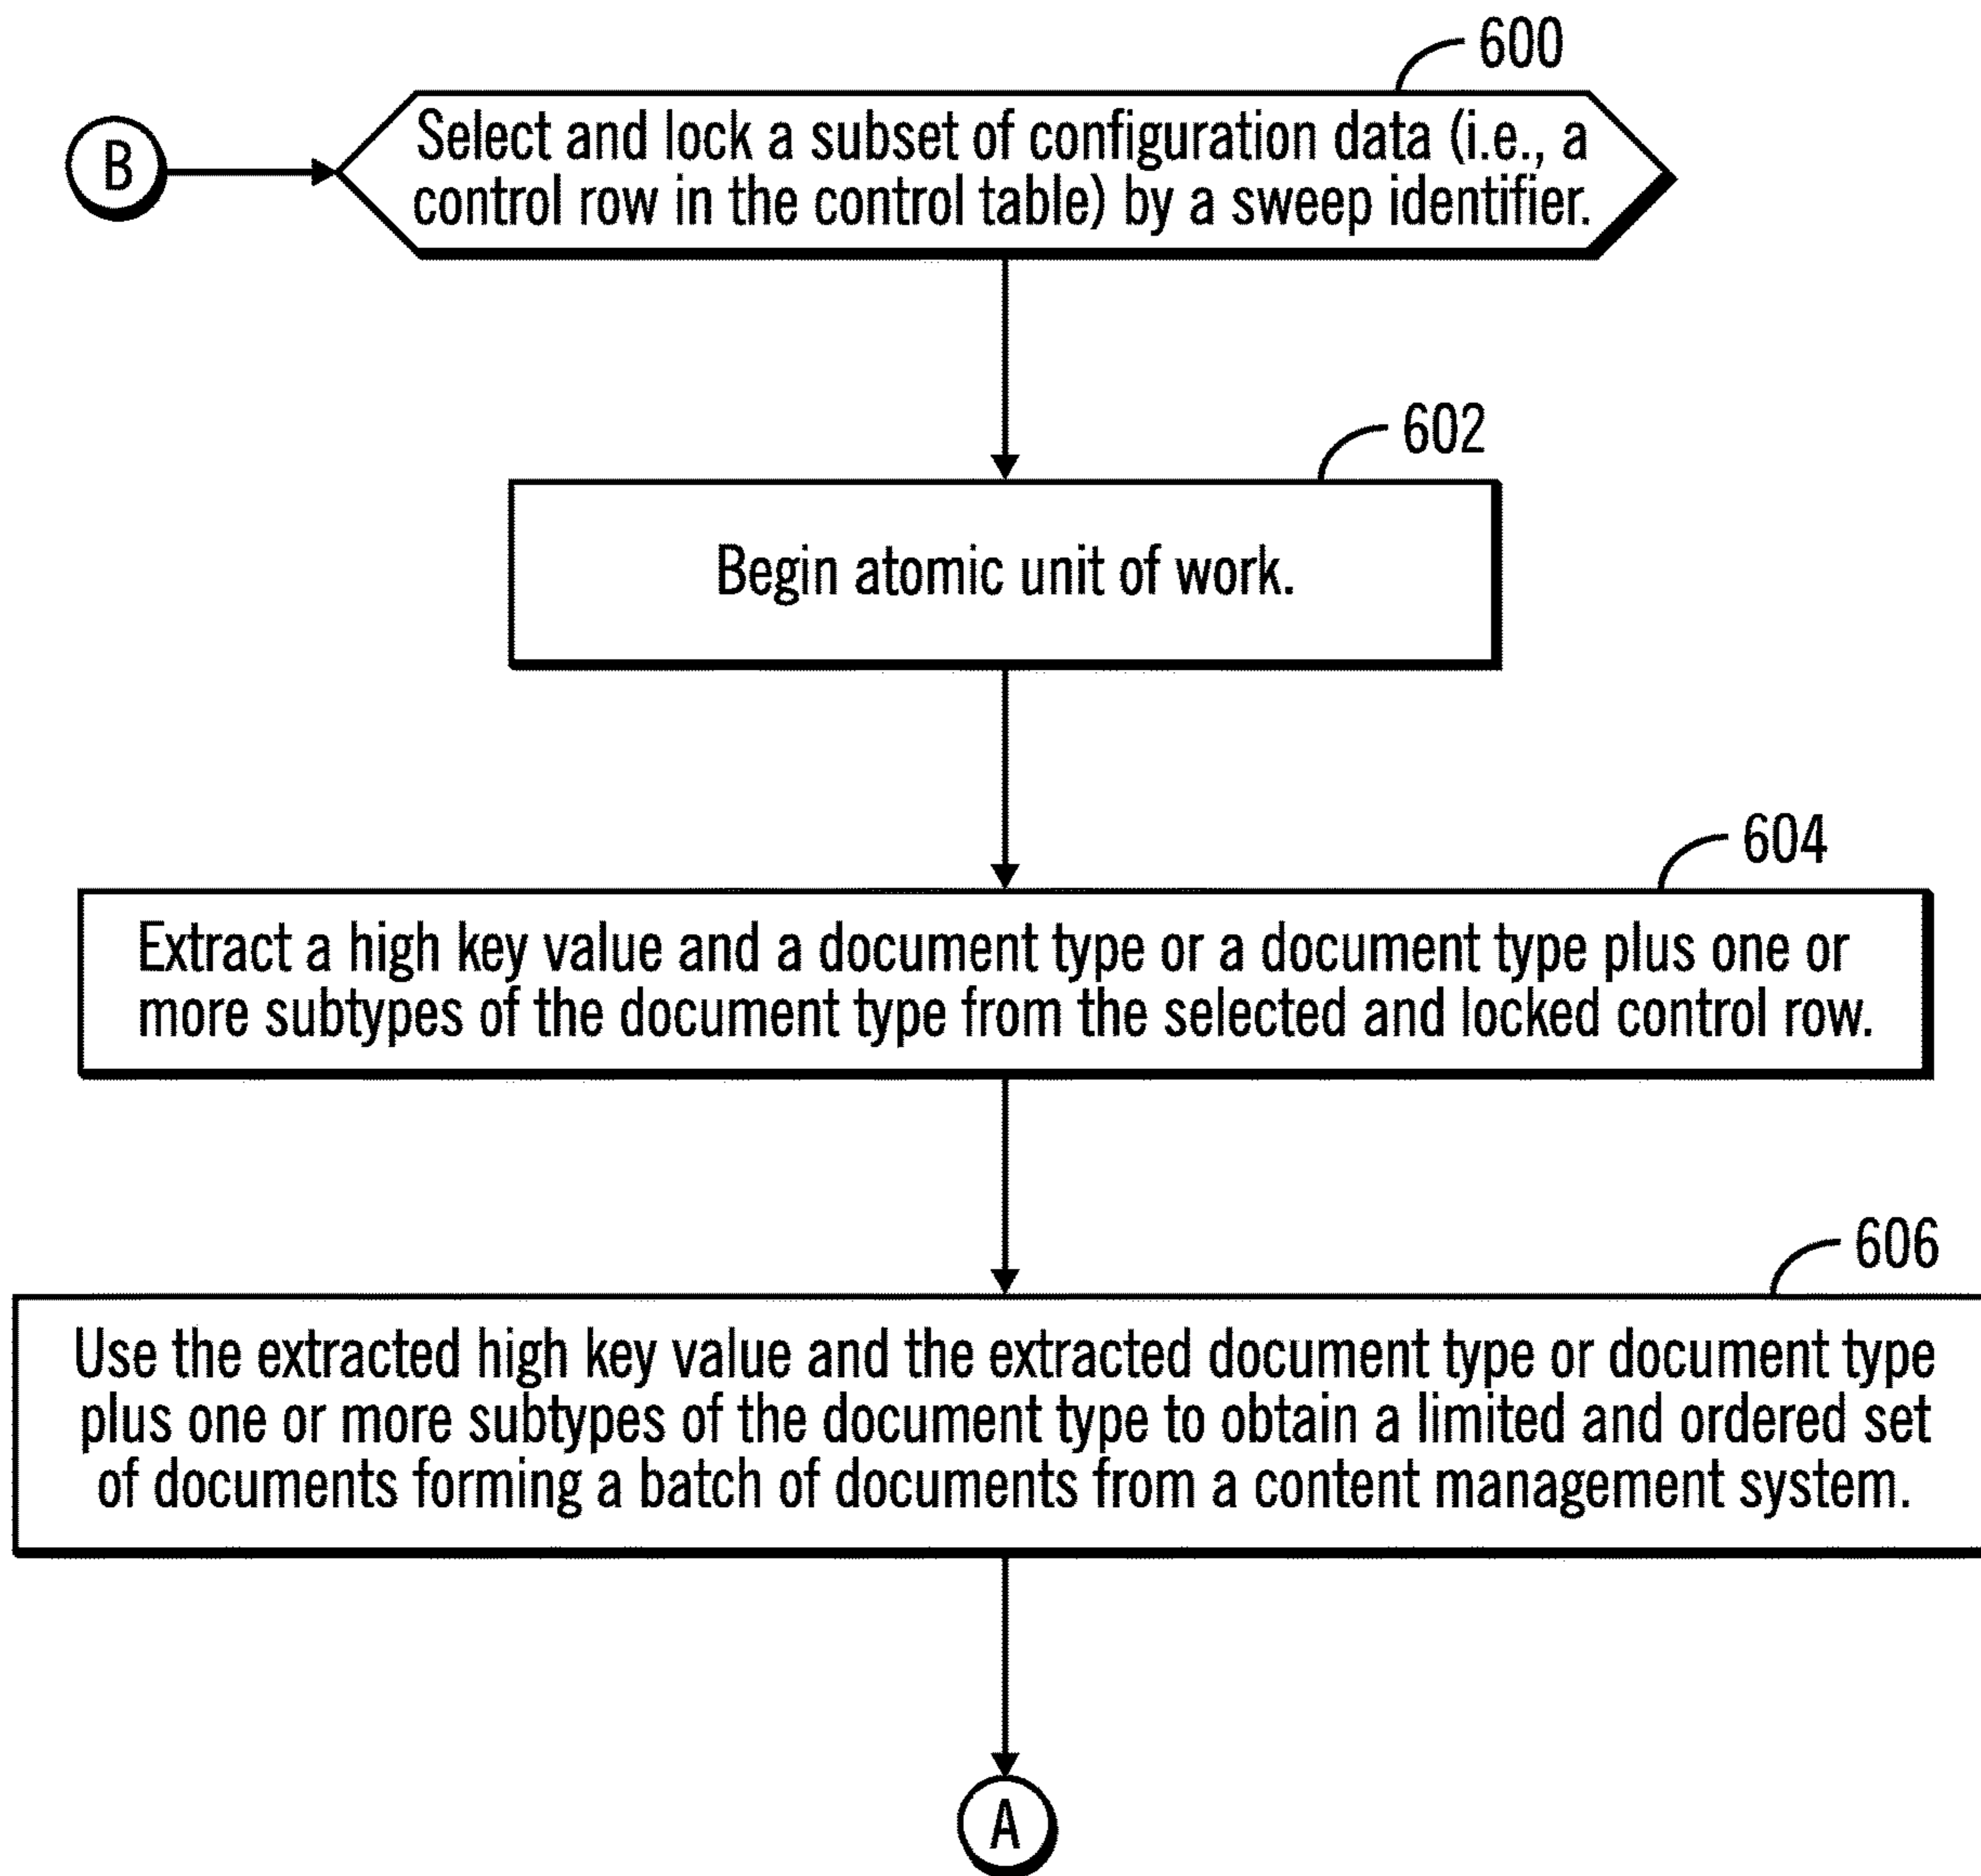 600
B
Select and lock a subset of configuration data (i.e., a
control row in the control table) by a sweep identifier.
602
Begin atomic unit of work.
604
Extract a high key value and a document type or a document type plus one or
more subtypes of the document type from the selected and locked control row.
606
Use the extracted high key value and the extracted document type or document type
plus one or more subtypes of the document type to obtain a limited and ordered set
of documents forming a batch of documents from a content management system.
A